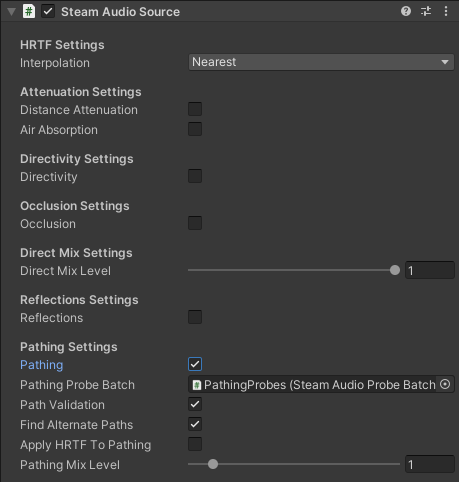 Steam Audio Source
HRTF Settings
Interpolation Nearest
Attenuation Settings
Distance Attenuation
Air Absorption
Directivity Settings
Directivity
Occlusion Settings
Occlusion
Direct Mix Settings
Direct Mix Level 1
Reflections Settings
Reflections
Pathing Settings
Pathing
Pathing Probe Batch PathingProbes (Steam Audio Probe Batch
Path Validation
Find Alternate Paths
Apply HRTF To Pathing
Pathing Mix Level 1